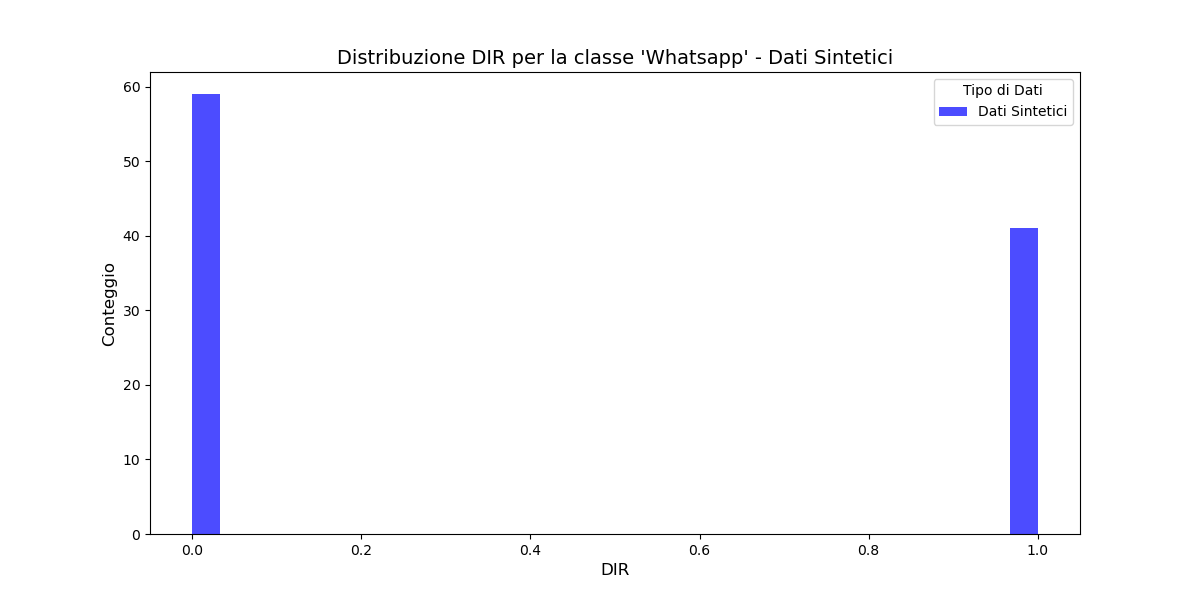 Distribuzione DIR per la classe 'Whatsapp' - Dati Sintetici
Tipo di Dati
Dati Sintetici
Conteggio
60
50
40
30
20
10
0
0.0 0.2 0.4 0.6 0.8 1.0
DIR